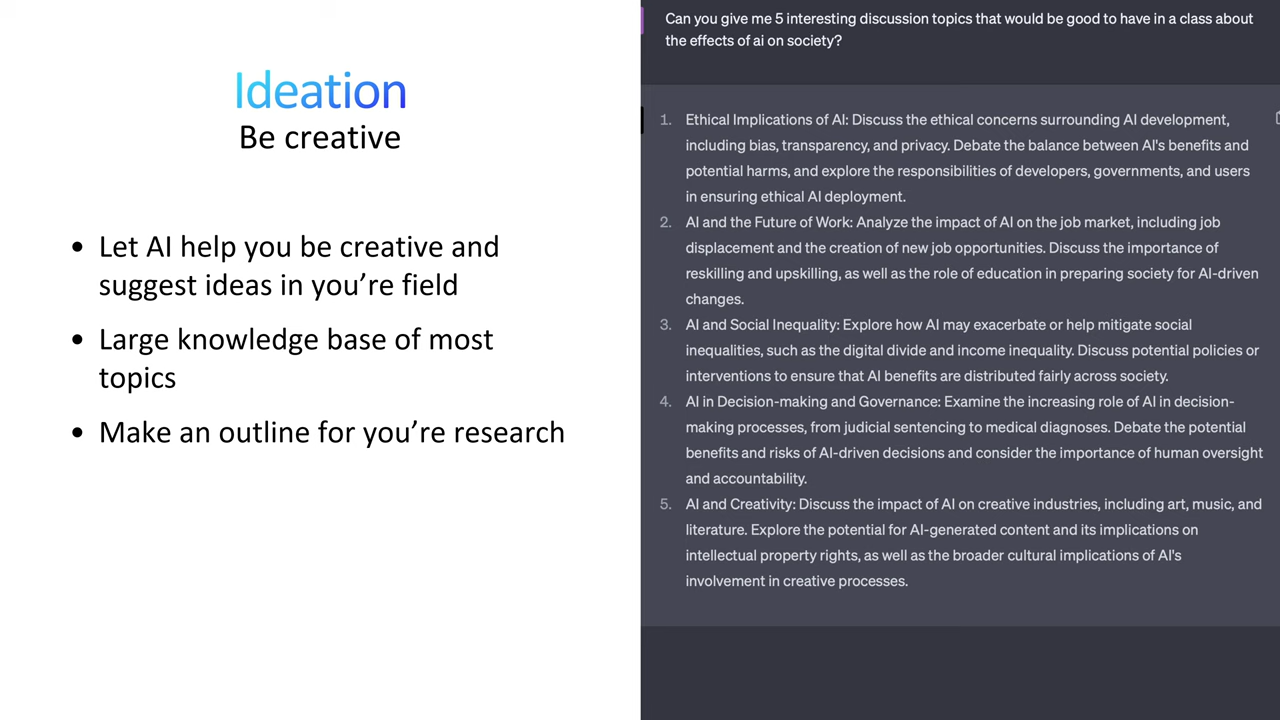 Ideation
Be creative
• Let AI help you be creative and
suggest ideas in you’re field
• Large knowledge base of most
topics
• Make an outline for you’re research
Can you give me 5 interesting discussion topics that would be good to have in a class about
the effects of ai on society?
1. Ethical Implications of AI: Discuss the ethical concerns surrounding AI development,
including bias, transparency, and privacy. Debate the balance between AI's benefits and
potential harms, and explore the responsibilities of developers, governments, and users
in ensuring ethical AI deployment.
2. AI and the Future of Work: Analyze the impact of AI on the job market, including job
displacement and the creation of new job opportunities. Discuss the importance of
reskilling and upskilling, as well as the role of education in preparing society for AI-driven
changes.
3. AI and Social Inequality: Explore how AI may exacerbate or help mitigate social
inequalities, such as the digital divide and income inequality. Discuss potential policies or
interventions to ensure that AI benefits are distributed fairly across society.
4. AI in Decision-making and Governance: Examine the increasing role of AI in decision-
making processes, from judicial sentencing to medical diagnoses. Debate the potential
benefits and risks of AI-driven decisions and consider the importance of human oversight
and accountability.
5. AI and Creativity: Discuss the impact of AI on creative industries, including art, music, and
literature. Explore the potential for AI-generated content and its implications on
intellectual property rights, as well as the broader cultural implications of AI's
involvement in creative processes.